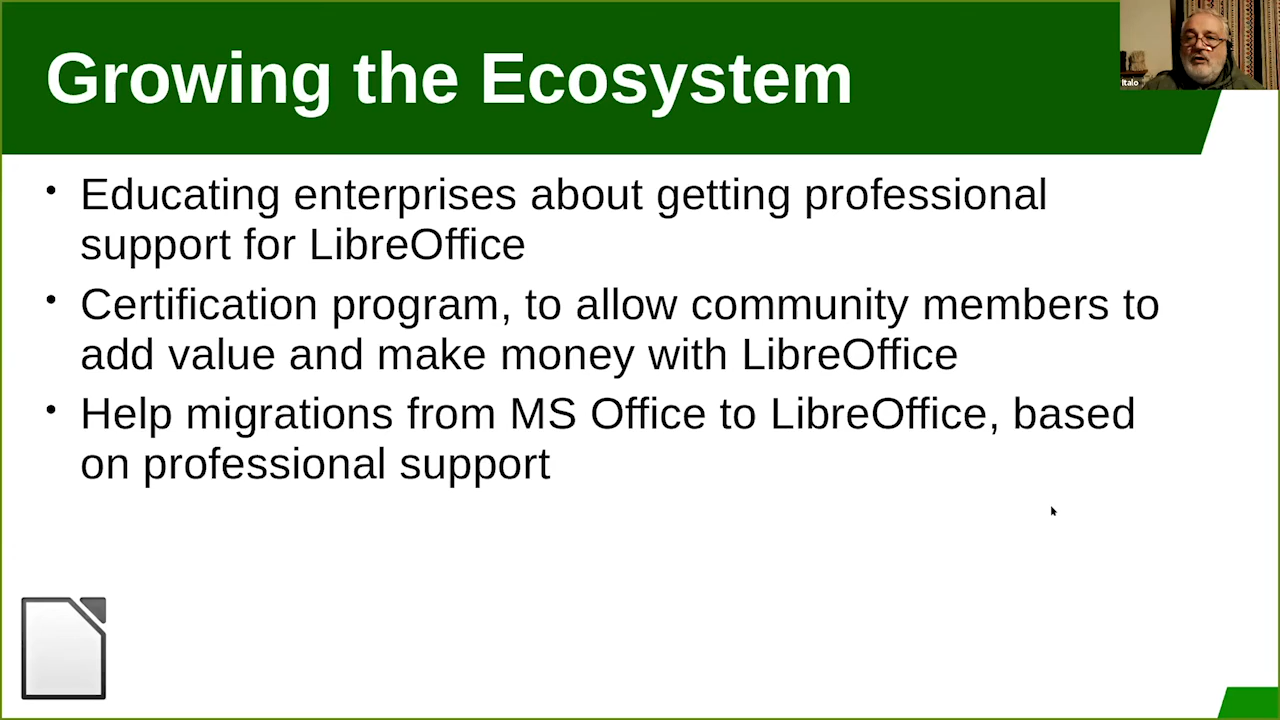 Growing the Ecosystem
Italo
• Educating enterprises about getting professional
support for LibreOffice
• Certification program, to allow community members to
add value and make money with LibreOffice
• Help migrations from MS Office to LibreOffice, based
on professional support